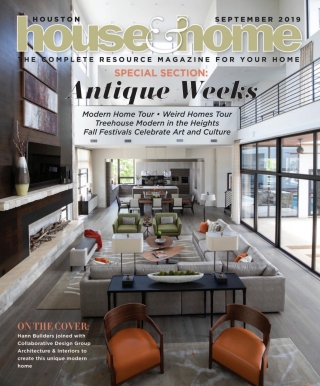 HOUSTON
SEPTEMBER 2019
house&home
THE COMPLETE RESOURCE MAGAZINE FOR YOUR HOME
SPECIAL SECTION:
Antique Weeks
Modern Home Tour • Weird Homes Tour
Treehouse Modern in the Heights
Fall Festivals Celebrate Art and Culture
ON THE COVER:
Hann Builders joined with
Collaborative Design Group
Architecture & Interiors to
create this unique modern
home